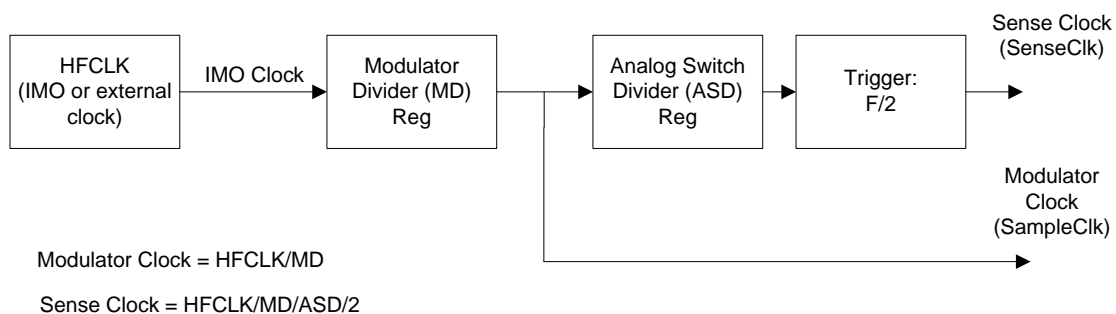 HFCLK
(IMO or external
clock)
IMO Clock
Modulator
Divider (MD)
Reg
Analog Switch
Divider (ASD)
Reg
Trigger:
F/2
Sense Clock
(SenseClk)
Modulator
Clock
(SampleClk)
Modulator Clock = HFCLK/MD
Sense Clock = HFCLK/MD/ASD/2